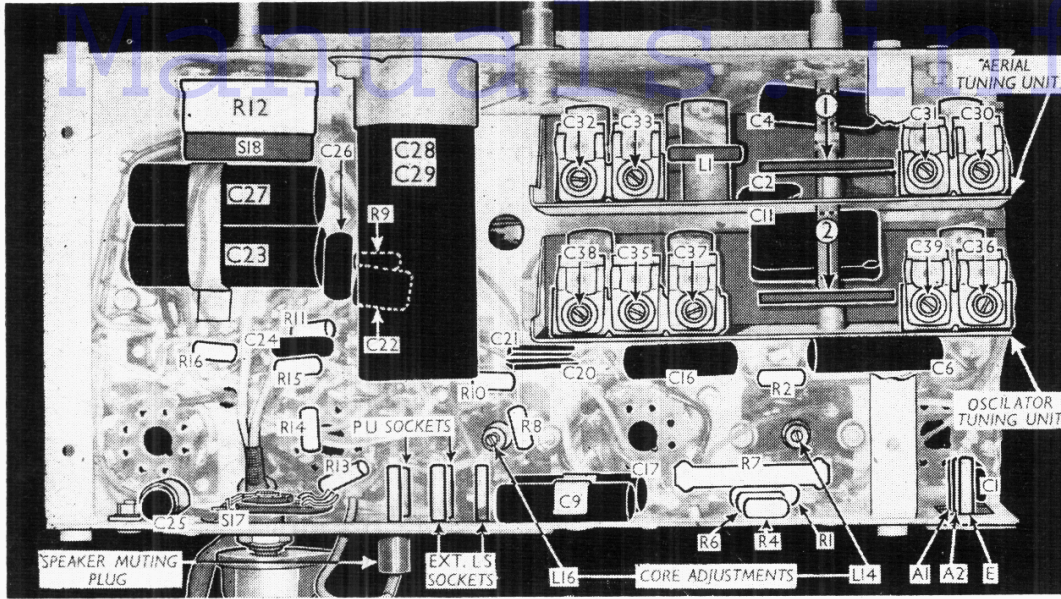 Manuals.inf
AERIAL
TUNING UNIT
R12
S18
C26
C28
C29
C32
C33
C4
1
C31
C30
L1
C27
C2
R9
C11
C23
2
C38
C35
C37
C39
C36
R11
C24
C22
C21
R16
R15
R10
C20
C16
R2
C6
OSCILATOR
TUNING UNIT
R14
P.U SOCKETS
R8
R13
C17
R7
C9
C1
C25
S17
R6
R4
R1
SPEAKER MUTING
PLUG
EXT. LS
SOCKETS
L16
CORE ADJUSTMENTS
L14
A1
A2
E